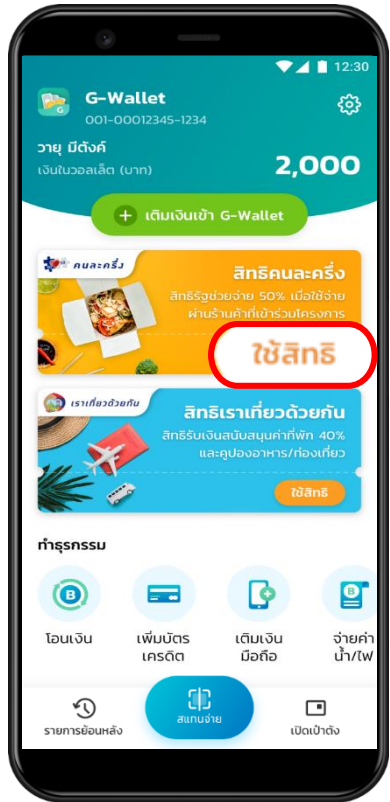 12:30
G-Wallet
001-00012345-1234
วายุ มีตังค์
เงินในวอลเล็ต (บาท)
2,000
+ เติมเงินเข้า G-Wallet
คนละครึ่ง
สิทธิคนละครึ่ง
สิทธิรัฐช่วยจ่าย 50% เมื่อใช้จ่าย
ผ่านร้านค้าที่เข้าร่วมโครงการ
ใช้สิทธิ
เราเที่ยวด้วยกัน
สิทธิเราเที่ยวด้วยกัน
สิทธิรับเงินสนับสนุนค่าที่พัก 40%
และคูปองอาหาร/ท่องเที่ยว
ใช้สิทธิ
ทำธุรกรรม
โอนเงิน
เพิ่มบัตร
เครดิต
เติมเงิน
มือถือ
จ่ายค่า
น้ำ/ไฟ
รายการย้อนหลัง
สแกนจ่าย
เปิดเป๋าตัง